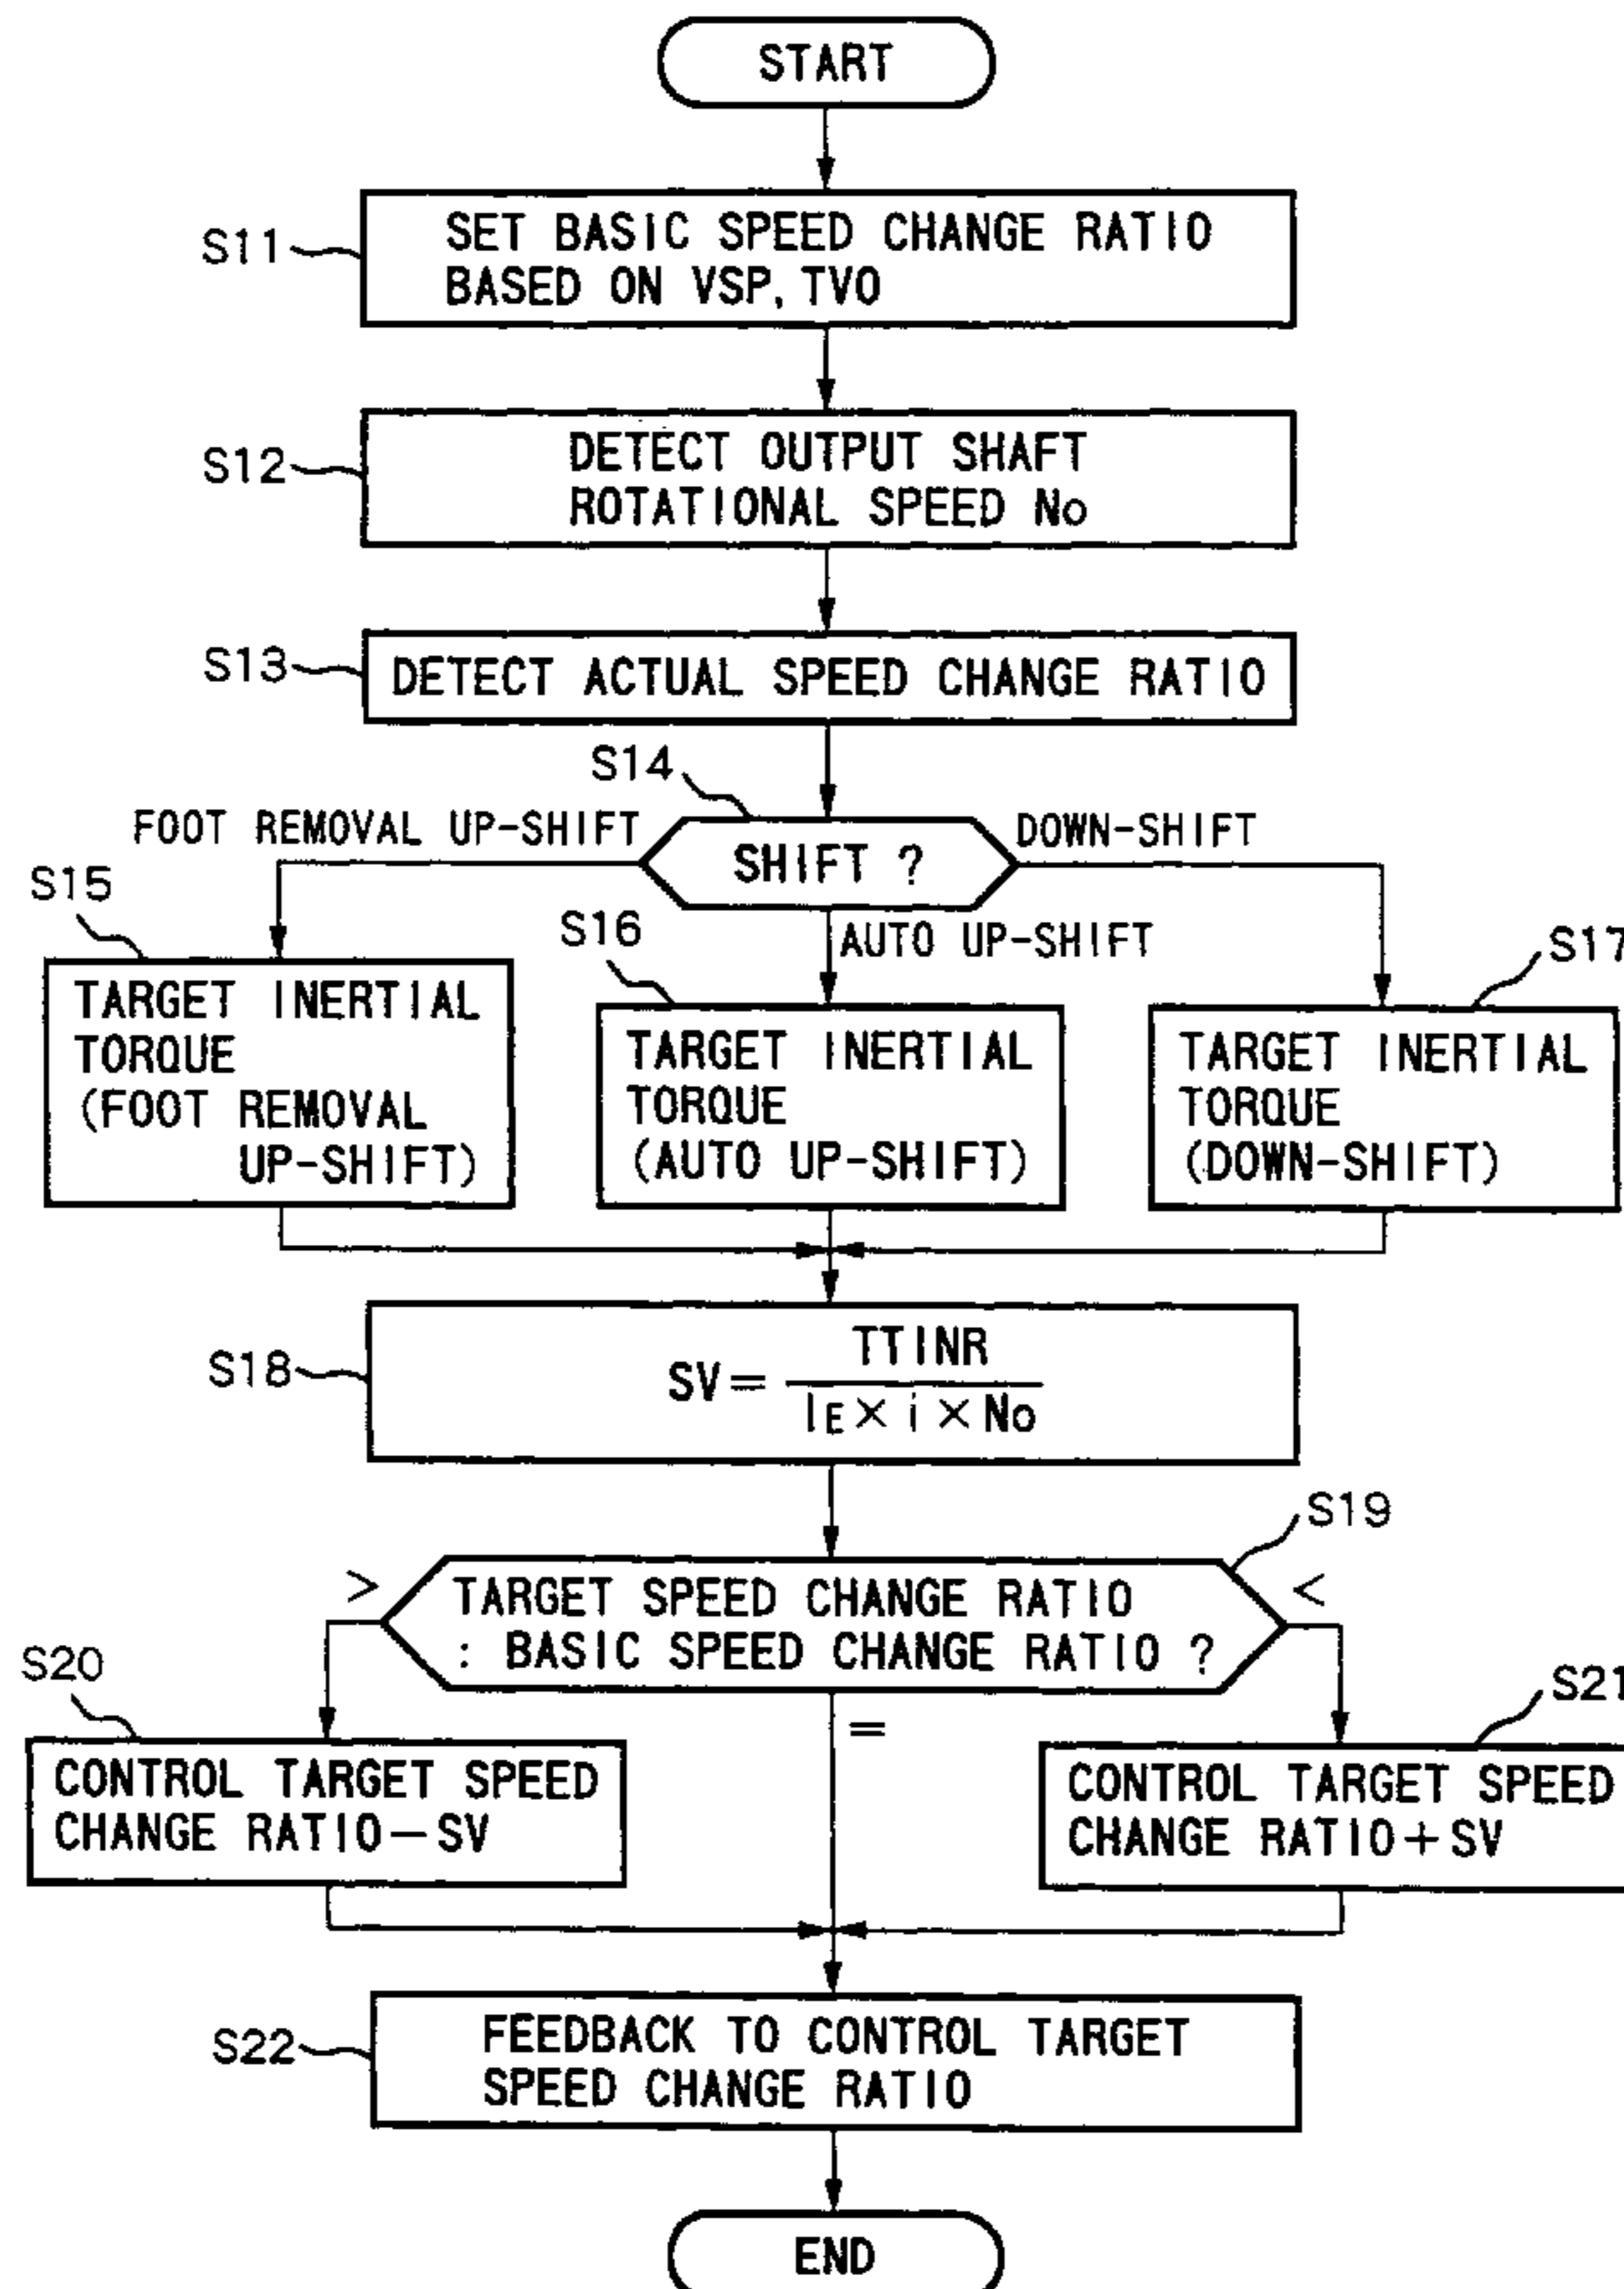 START
S11
SET BASIC SPEED CHANGE RATIO
BASED ON VSP, TVO
S12
DETECT OUTPUT SHAFT
ROTATIONAL SPEED No
S13
DETECT ACTUAL SPEED CHANGE RATIO
S14
FOOT REMOVAL UP-SHIFT
SHIFT ?
DOWN-SHIFT
AUTO UP-SHIFT
S15
TARGET INERTIAL
TORQUE
(FOOT REMOVAL
UP-SHIFT)
S16
TARGET INERTIAL
TORQUE
(AUTO UP-SHIFT)
S17
TARGET INERTIAL
TORQUE
(DOWN-SHIFT)
S18
TTINR
SV=
IE × i × No
S19
>
TARGET SPEED CHANGE RATIO
: BASIC SPEED CHANGE RATIO ?
<
=
S20
CONTROL TARGET SPEED
CHANGE RATIO−SV
S21
CONTROL TARGET SPEED
CHANGE RATIO+SV
S22
FEEDBACK TO CONTROL TARGET
SPEED CHANGE RATIO
END